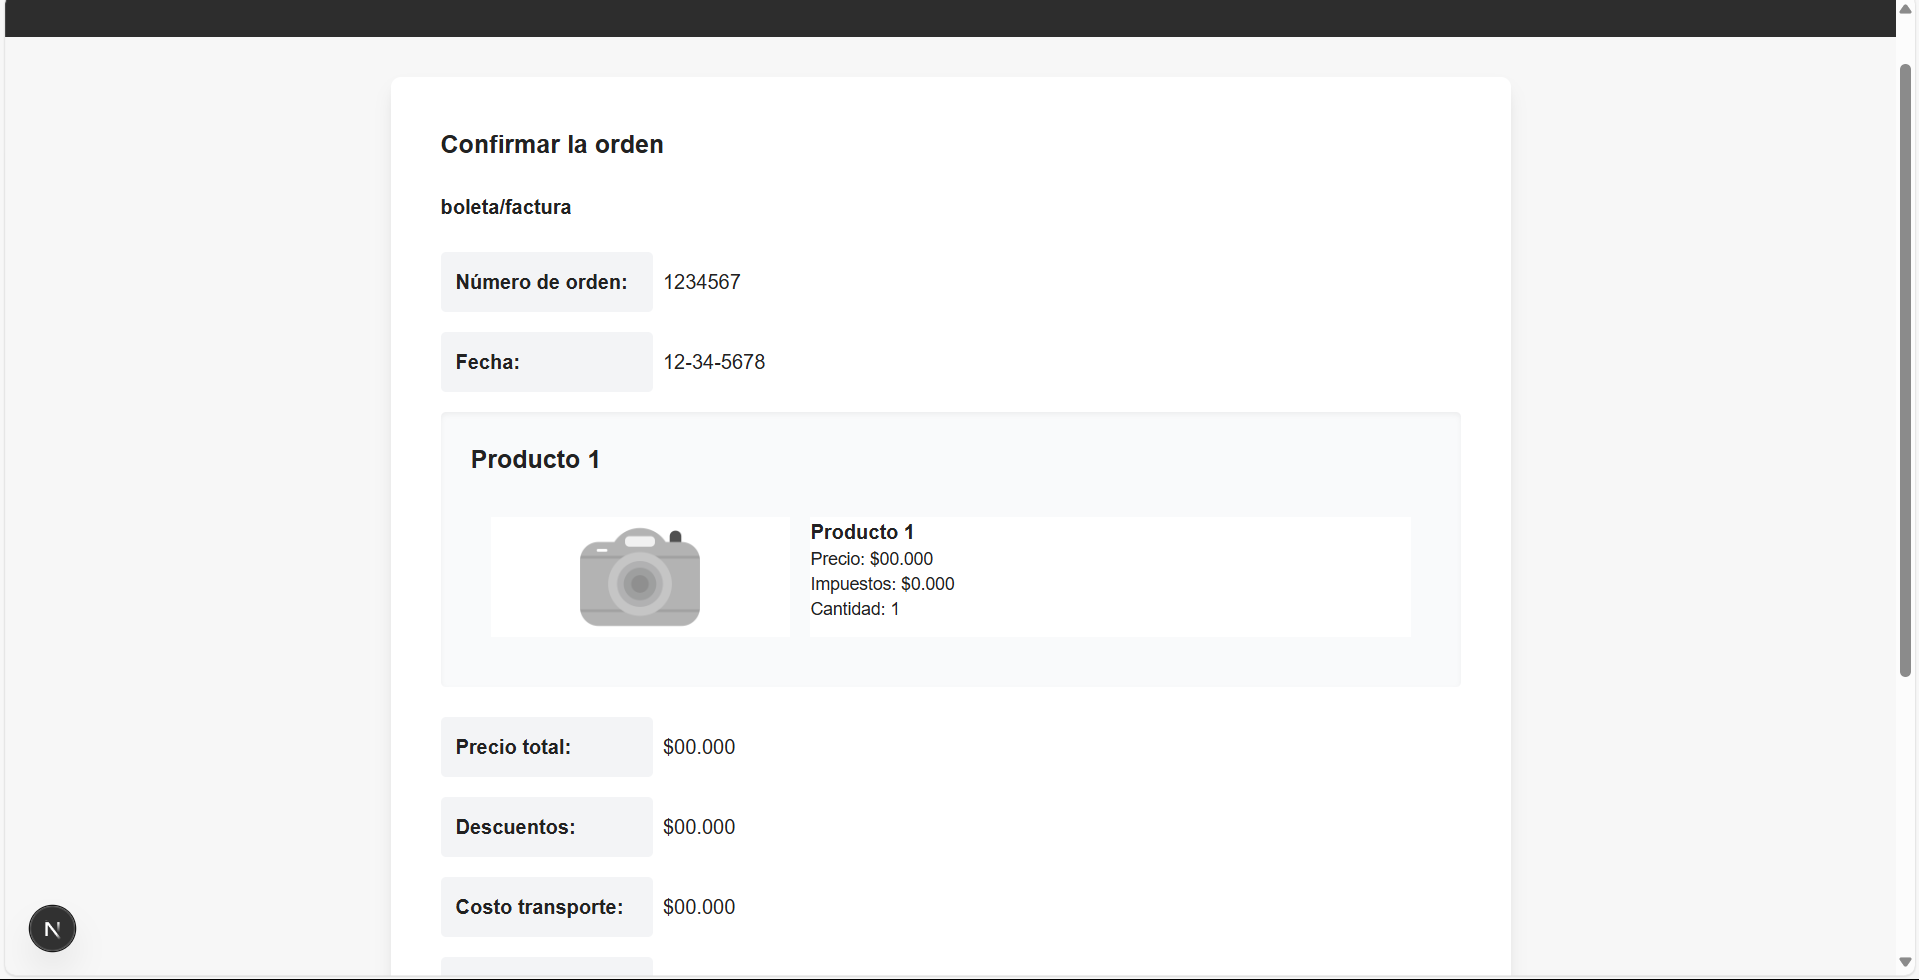 Confirmar la orden
boleta/factura
Número de orden: 1234567
Fecha: 12-34-5678
Producto 1
Producto 1
Precio: $00.000
Impuestos: $0.000
Cantidad: 1
Precio total: $00.000
Descuentos: $00.000
Costo transporte: $00.000
N